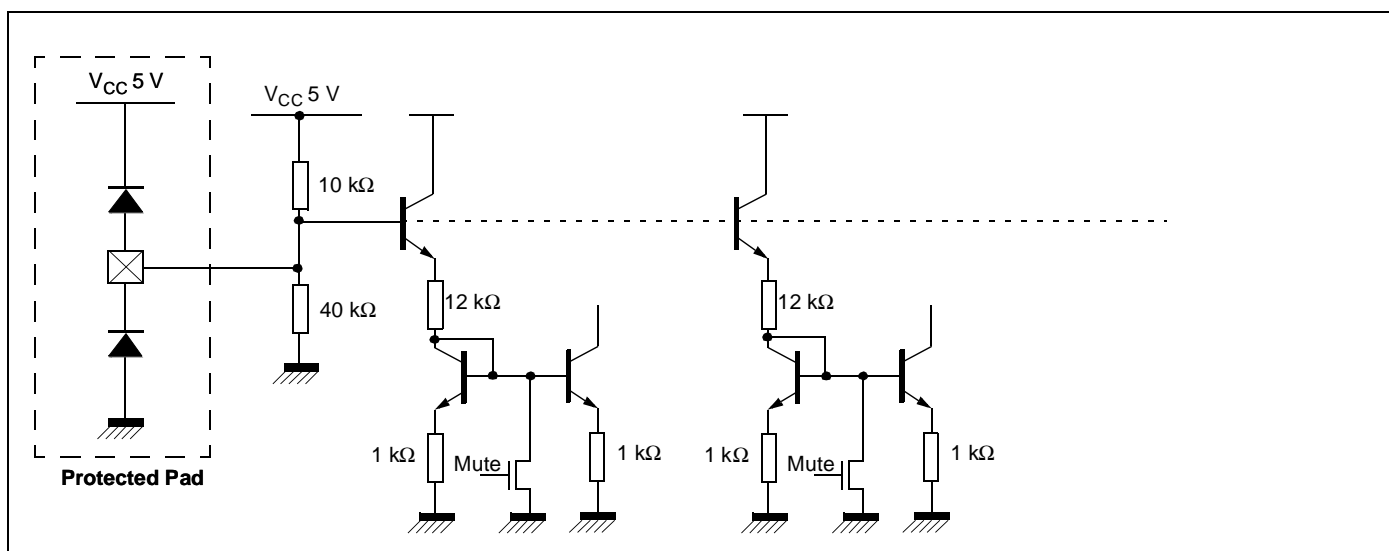 V_CC 5 V
V_CC 5 V
10 kΩ
40 kΩ
12 kΩ
12 kΩ
1 kΩ
Mute
1 kΩ
1 kΩ
Mute
1 kΩ
Protected Pad